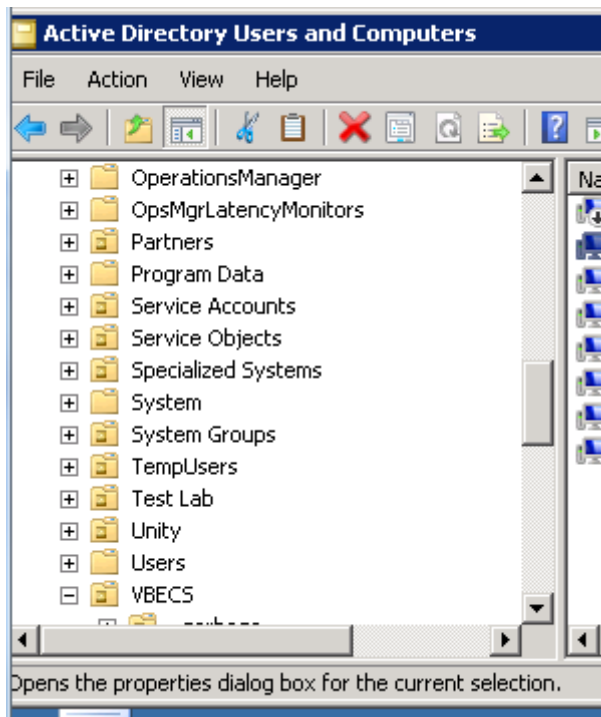 Active Directory Users and Computers
File Action View Help
OperationsManager
OpsMgrLatencyMonitors
Partners
Program Data
Service Accounts
Service Objects
Specialized Systems
System
System Groups
TempUsers
Test Lab
Unity
Users
VBECS
Na
Opens the properties dialog box for the current selection.